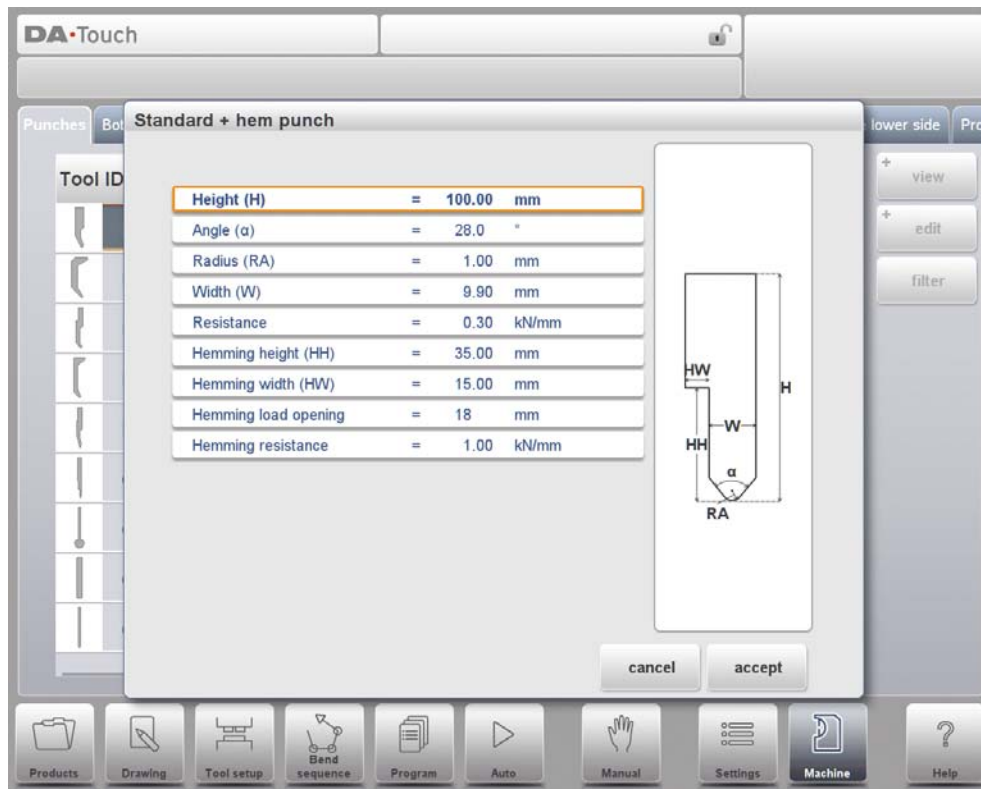 DA•Touch
Punches Bot lower side Pro
Standard + hem punch
Tool ID
Height (H) = 100.00 mm
Angle (α) = 28.0 °
Radius (RA) = 1.00 mm
Width (W) = 9.90 mm
Resistance = 0.30 kN/mm
Hemming height (HH) = 35.00 mm
Hemming width (HW) = 15.00 mm
Hemming load opening = 18 mm
Hemming resistance = 1.00 kN/mm
HW
H
W
HH
α
RA
+ view
+ edit
filter
cancel accept
Products Drawing Tool setup Bend sequence Program Auto Manual Settings Machine ? Help